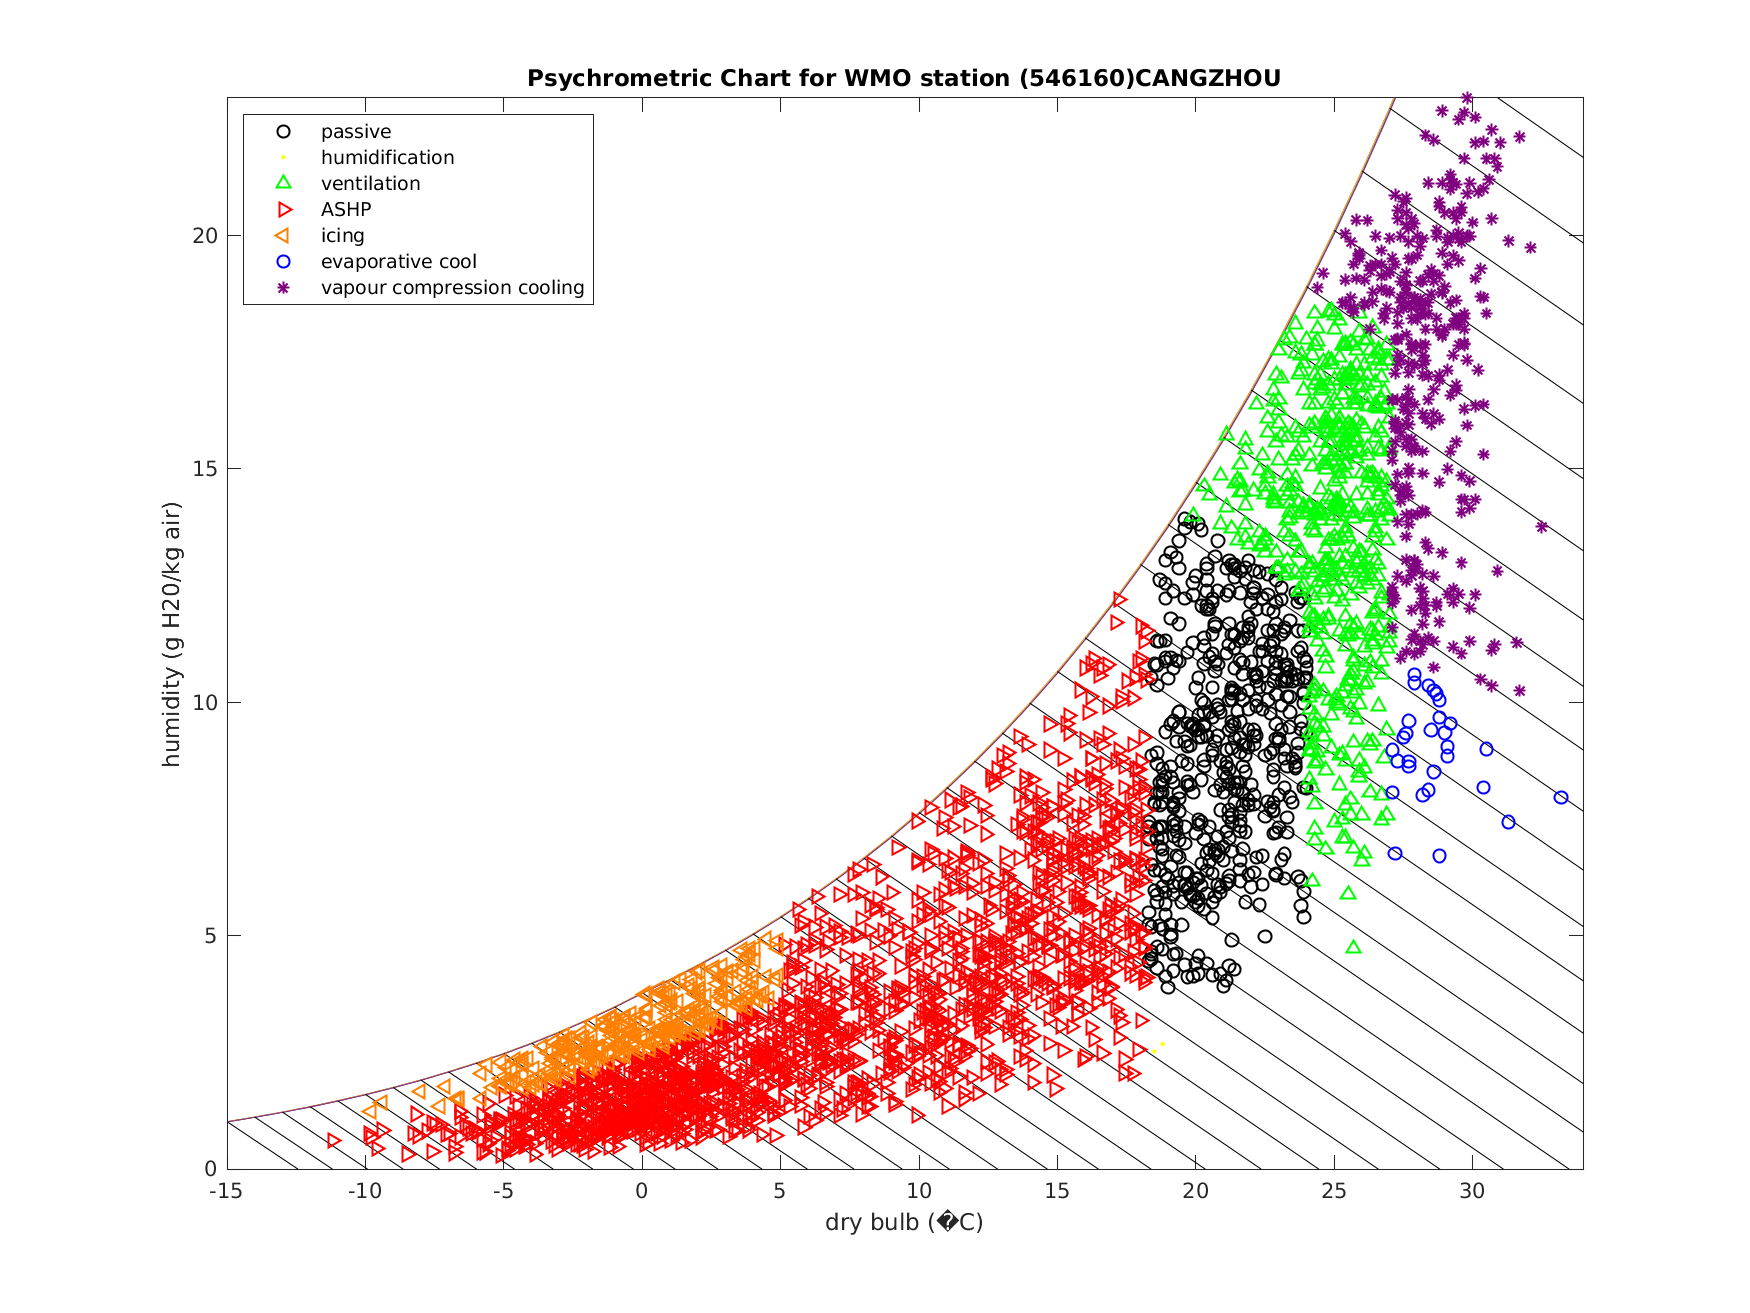 Psychrometric Chart for WMO station (546160)CANGZHOU
passive
humidification
ventilation
ASHP
icing
evaporative cool
vapour compression cooling
humidity (g H20/kg air)
20
15
10
5
0
-15 -10 -5 0 5 10 15 20 25 30
dry bulb (�C)